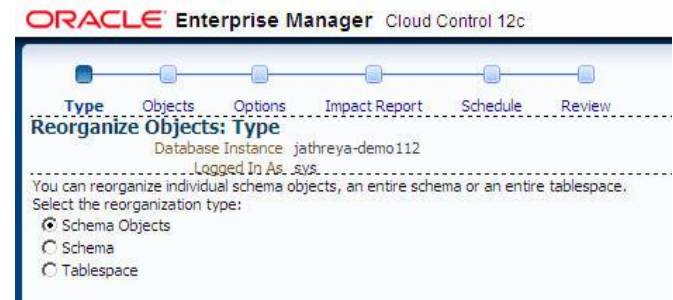 ORACLE Enterprise Manager Cloud Control 12c
Type Objects Options Impact Report Schedule Review
Reorganize Objects: Type
Database Instance jathreya-demo112
Logged In As sys
You can reorganize individual schema objects, an entire schema or an entire tablespace.
Select the reorganization type:
Schema Objects
Schema
Tablespace